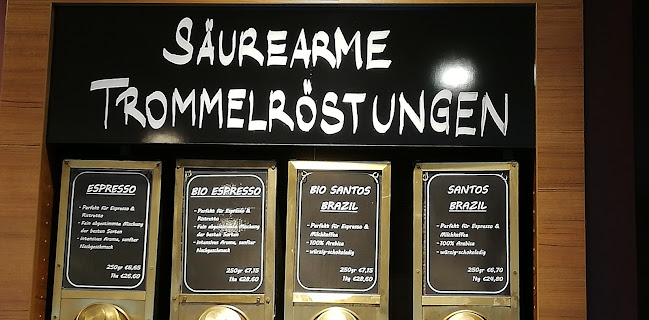 SÄUREARME
TROMMELRÖSTUNGEN
ESPRESSO
- Perfekt für Espresso &
Ristretto
- Fein abgestimmte Mischung
der besten Sorten
- Intensives Aroma, sanfter
Nachgeschmack
250gr €6,65
1kg €26,60
BIO ESPRESSO
- Perfekt für Espresso &
Ristretto
- Fein abgestimmte Mischung
der besten Sorten
- Intensives Aroma, sanfter
Nachgeschmack
250gr €7,15
1kg €28,60
BIO SANTOS
BRAZIL
- Perfekt für Espresso &
Milchkaffee
- 100% Arabica
- würzig-schokoladig
250gr €7,15
1kg €28,60
SANTOS
BRAZIL
- Perfekt für Espresso &
Milchkaffee
- 100% Arabica
- würzig-schokoladig
250gr €6,70
1kg €24,80